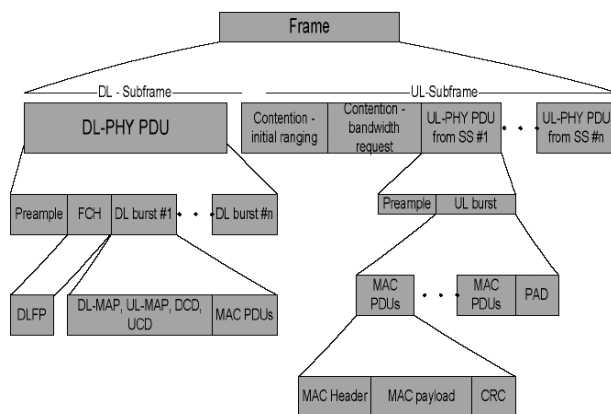 Frame
DL - Subframe
UL-Subframe
DL-PHY PDU
Contention -
initial ranging
Contention -
bandwidth
request
UL-PHY PDU
from SS #1
UL-PHY PDU
from SS #n
Preample
FCH
DL burst #1
DL burst #n
Preample
UL burst
DLFP
DL-MAP, UL-MAP, DCD,
UCD
MAC PDUs
MAC
PDUs
MAC
PDUs
PAD
MAC Header
MAC payload
CRC